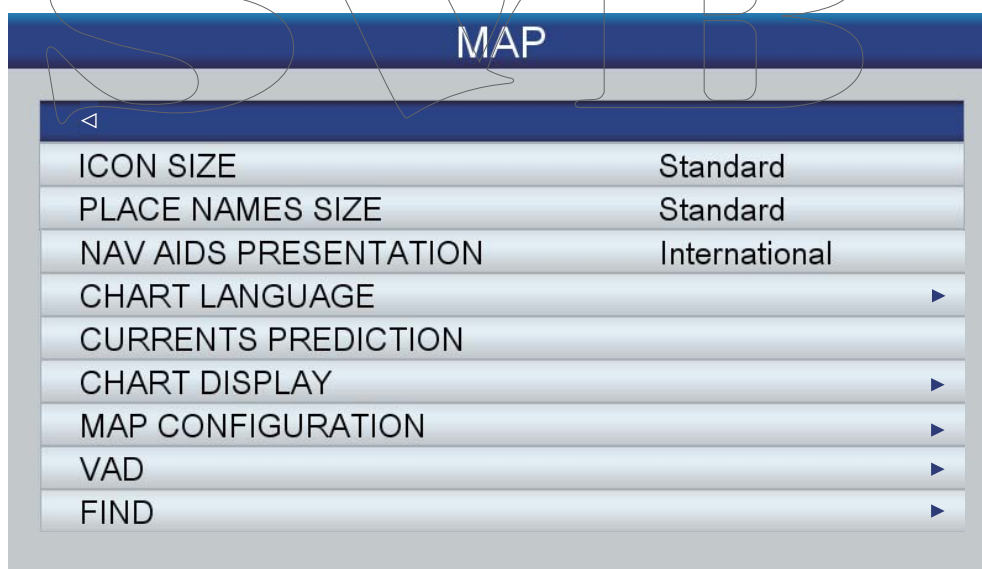 MAP
ICON SIZE Standard
PLACE NAMES SIZE Standard
NAV AIDS PRESENTATION International
CHART LANGUAGE
CURRENTS PREDICTION
CHART DISPLAY
MAP CONFIGURATION
VAD
FIND